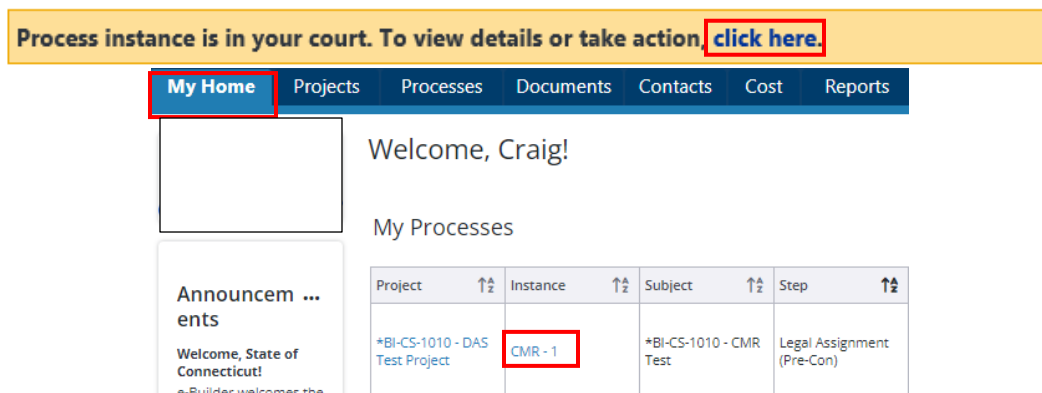 Process instance is in your court. To view details or take action, click here.
My Home Projects Processes Documents Contacts Cost Reports
Welcome, Craig!
My Processes
Project Instance Subject Step
*BI-CS-1010 - DAS
Test Project
CMR - 1
*BI-CS-1010 - CMR
Test
Legal Assignment
(Pre-Con)
Announcem ...
ents
Welcome, State of
Connecticut!
e-Builder welcomes the